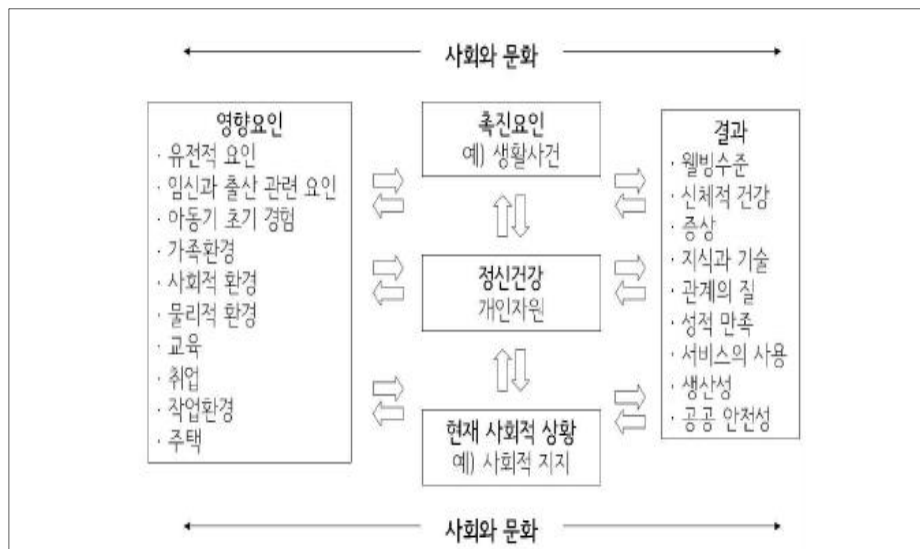 사회와 문화
영향요인
· 유전적 요인
· 임신과 출산 관련 요인
· 아동기 초기 경험
· 가족환경
· 사회적 환경
· 물리적 환경
· 교육
· 취업
· 작업환경
· 주택
촉진요인
예) 생활사건
정신건강
개인자원
현재 사회적 상황
예) 사회적 지지
결과
· 웰빙수준
· 신체적 건강
· 증상
· 지식과 기술
· 관계의 질
· 성적 만족
· 서비스의 사용
· 생산성
· 공공 안전성
사회와 문화